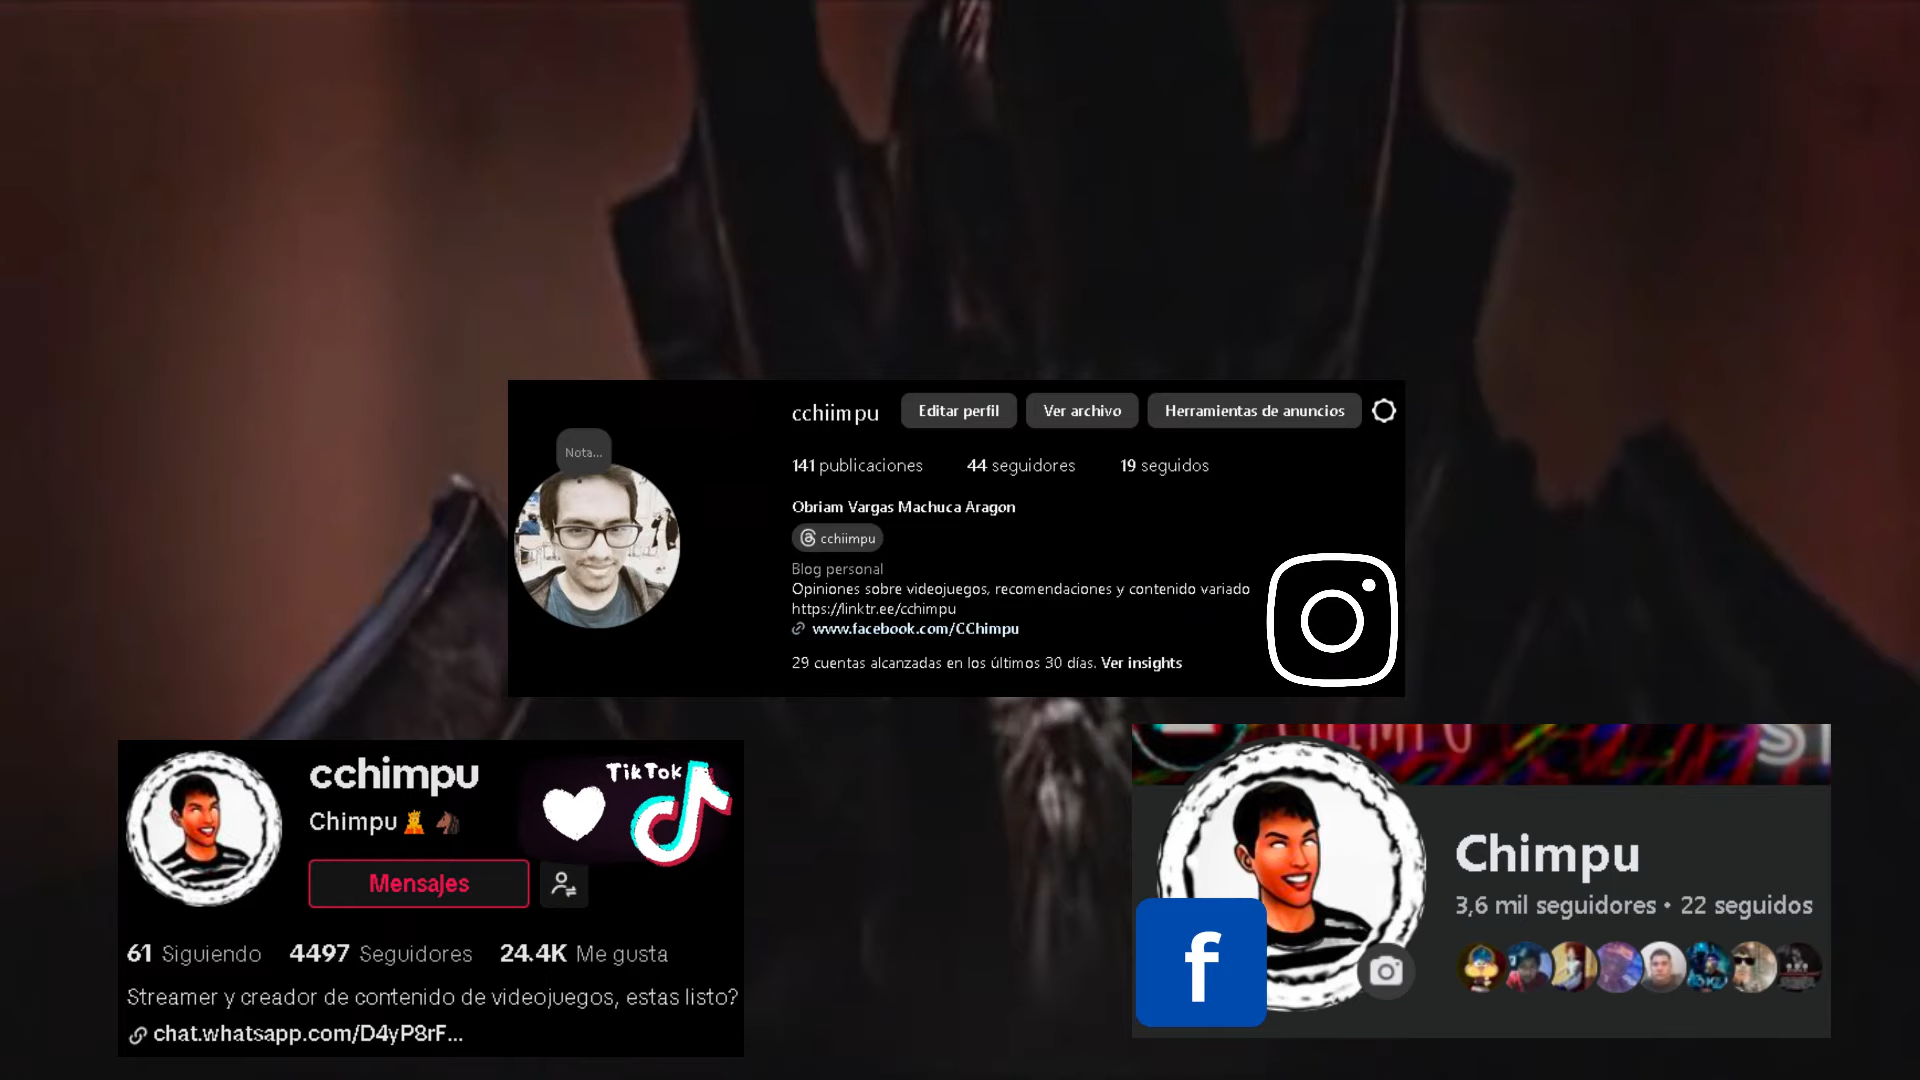 cchiimpu Editar perfil Ver archivo Herramientas de anuncios
Nota...
141 publicaciones 44 seguidores 19 seguidos
Obriam Vargas Machuca Aragon
cchiimpu
Blog personal
Opiniones sobre videojuegos, recomendaciones y contenido variado
https://linktr.ee/cchimpu
www.facebook.com/CChimpu
29 cuentas alcanzadas en los últimos 30 días. Ver insights
cchimpu
TikTok
Chimpu
Mensajes
61 Siguiendo 4497 Seguidores 24.4K Me gusta
Streamer y creador de contenido de videojuegos, estas listo?
chat.whatsapp.com/D4yP8rF...
Chimpu
3,6 mil seguidores • 22 seguidos
f